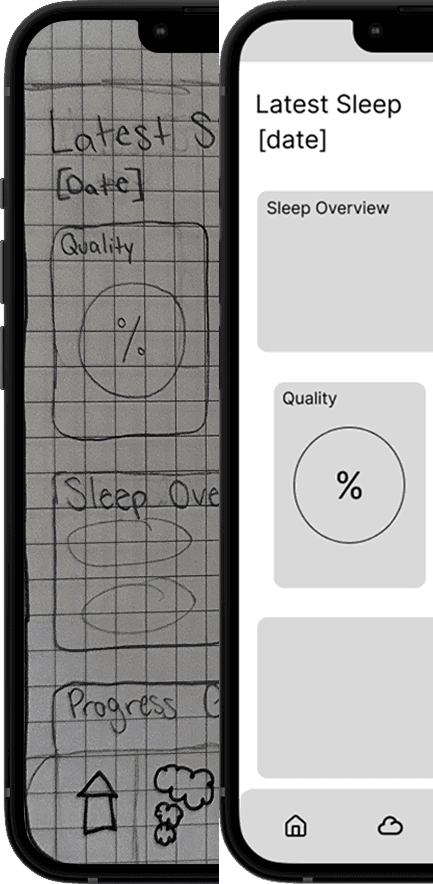 Latest S
[Date]
Quality
%
Sleep Ove
Progress
Latest Sleep
[date]
Sleep Overview
Quality
%